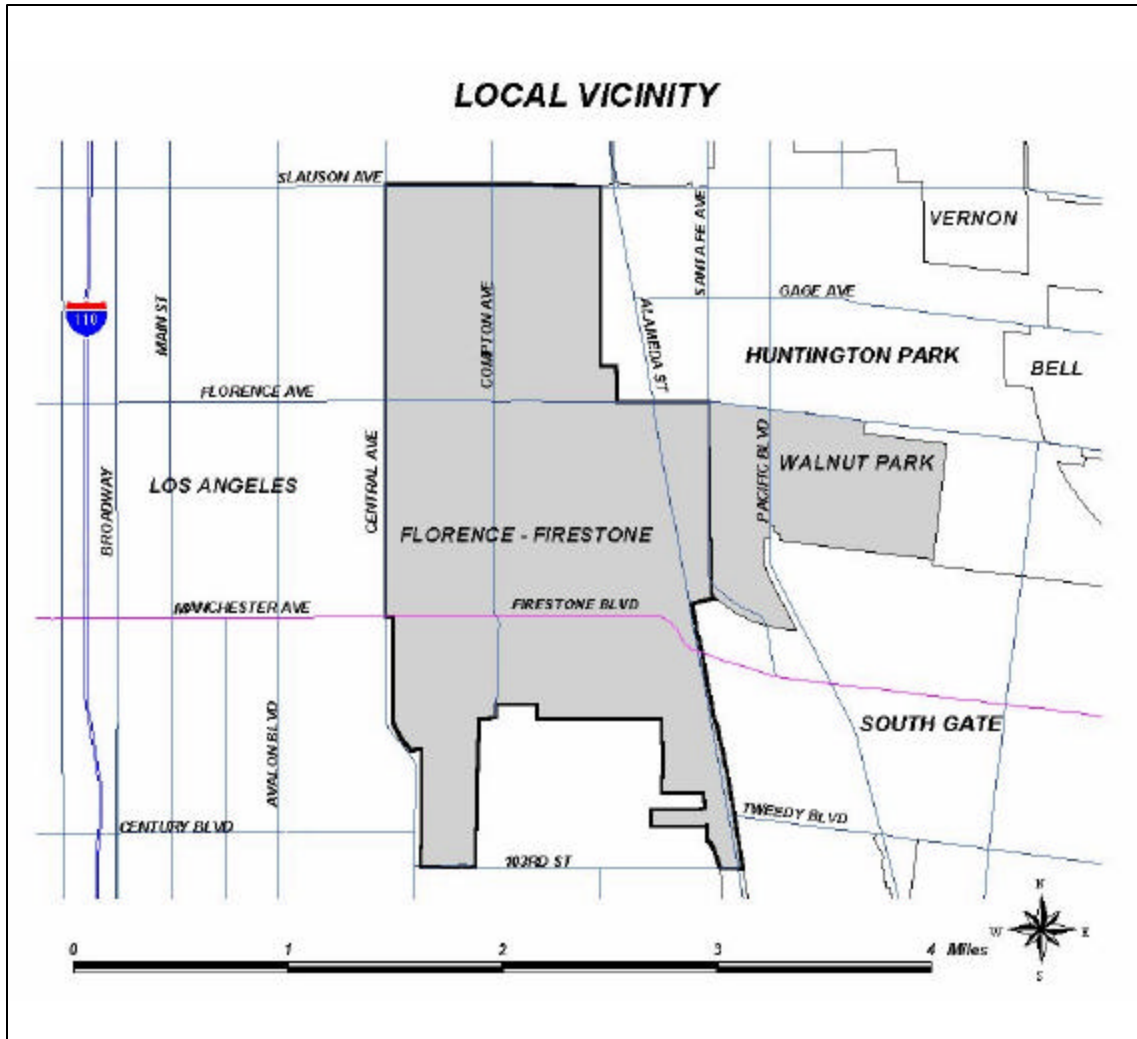 LOCAL VICINITY
SLAUSON AVE
SANTA FE AVE
VERNON
110
MAIN ST
COMPTON AVE
GAGE AVE
ALAMEDA ST
HUNTINGTON PARK
BELL
FLORENCE AVE
CENTRAL AVE
PACIFIC BLVD
WALNUT PARK
LOS ANGELES
BROADWAY
FLORENCE - FIRESTONE
MANCHESTER AVE
FIRESTONE BLVD
AVALON BLVD
SOUTH GATE
TWEEDY BLVD
CENTURY BLVD
103RD ST
N
W E
S
0 1 2 3 4 Miles